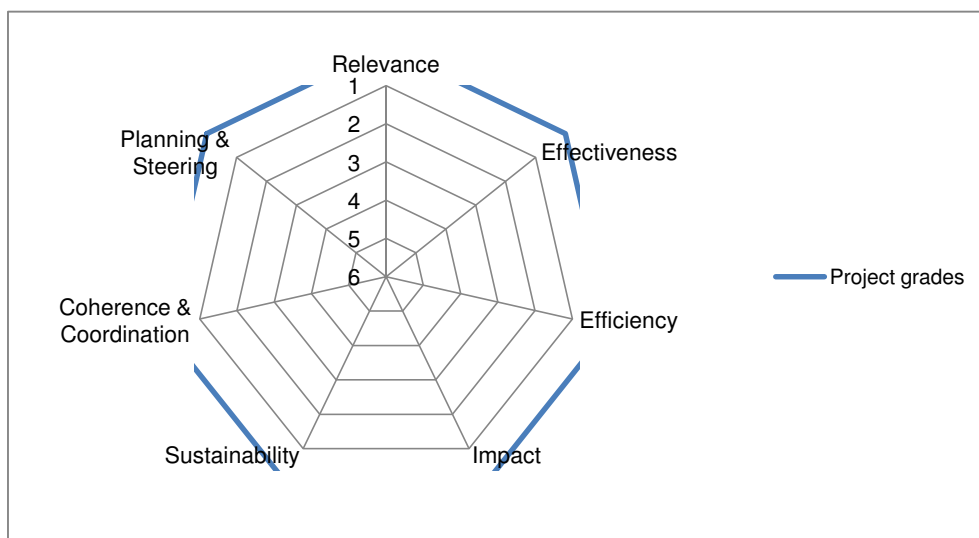 Relevance
1
2
3
4
5
6
Effectiveness
Efficiency
Impact
Sustainability
Coherence &
Coordination
Planning &
Steering
Project grades